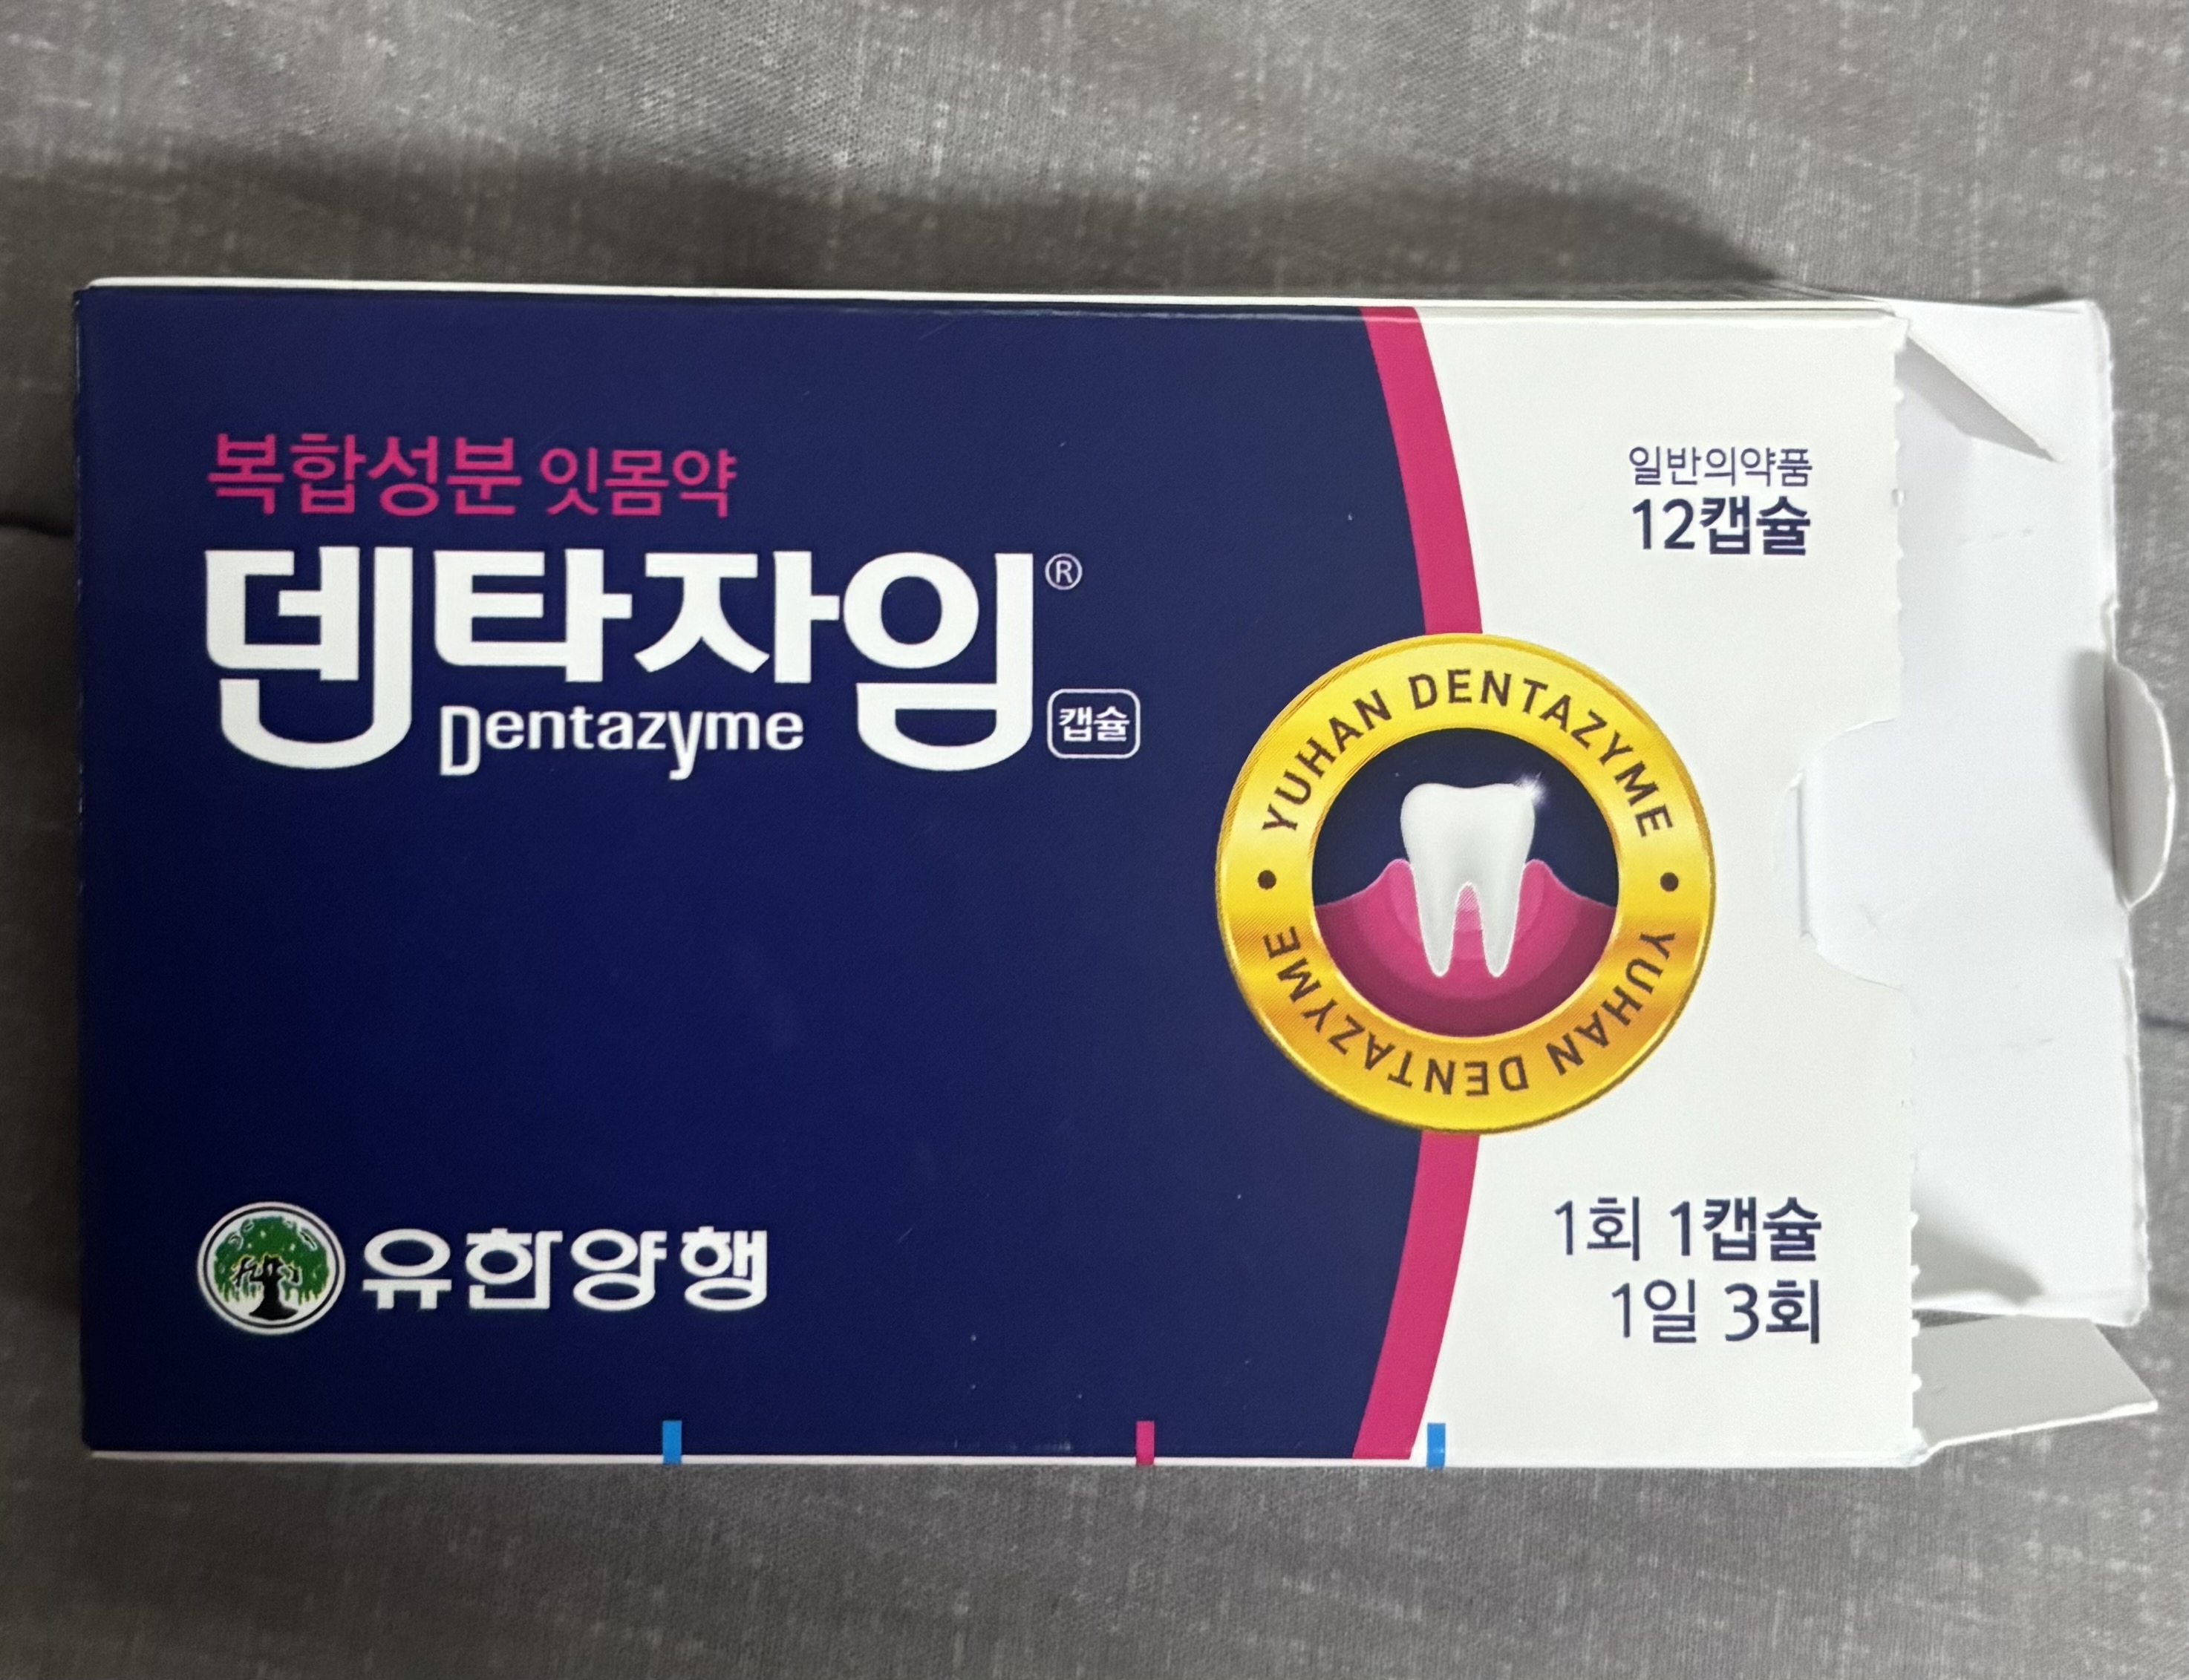 복합성분 잇몸약
덴타자임®
Dentazyme
캡슐
일반의약품
12캡슐
YUHAN DENTAZYME • YUHAN DENTAZYME •
유한양행
1회 1캡슐
1일 3회